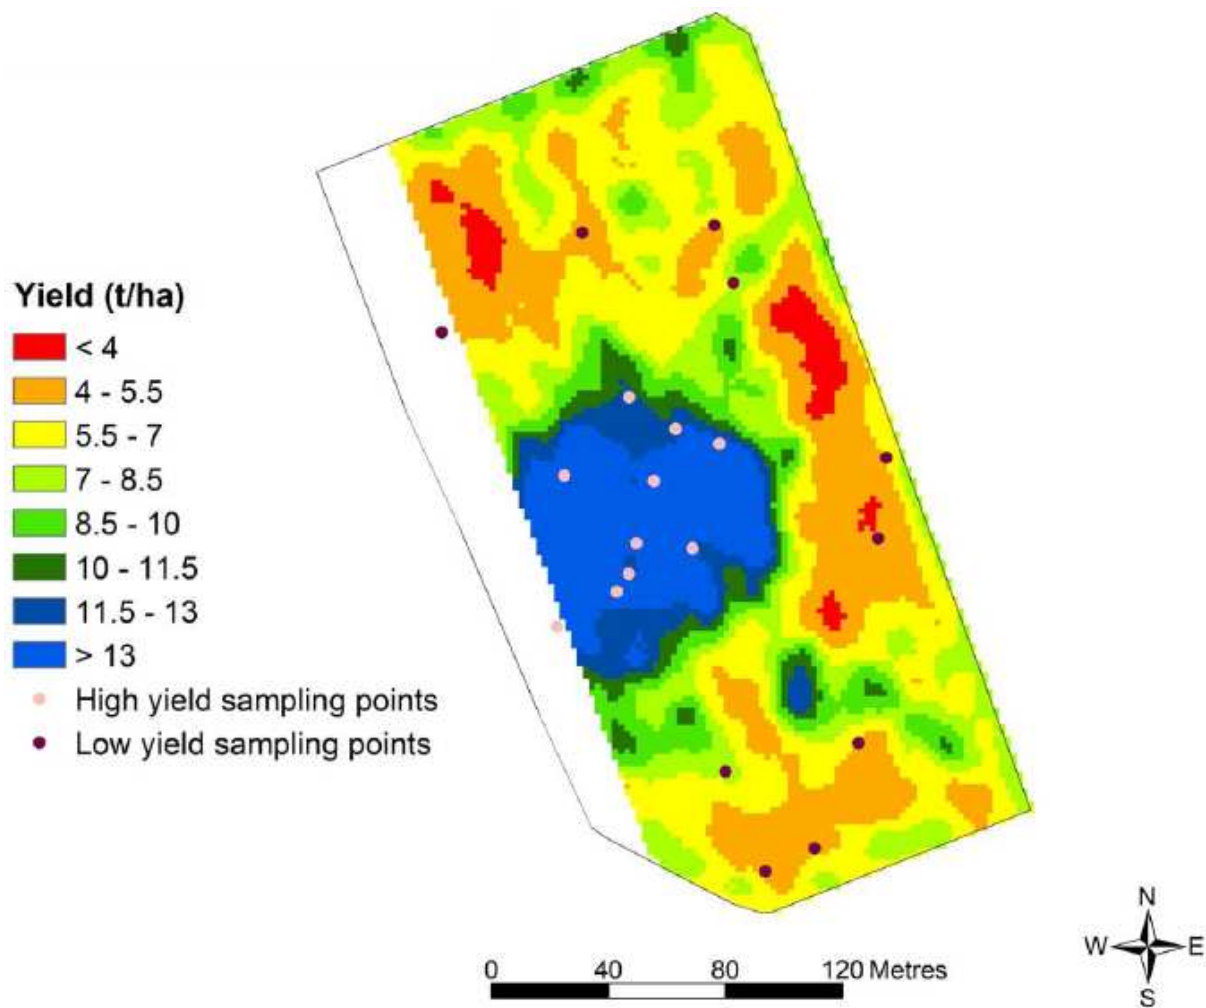 Yield (t/ha)
< 4
4 - 5.5
5.5 - 7
7 - 8.5
8.5 - 10
10 - 11.5
11.5 - 13
> 13
High yield sampling points
Low yield sampling points
0 40 80 120 Metres
N
W E
S